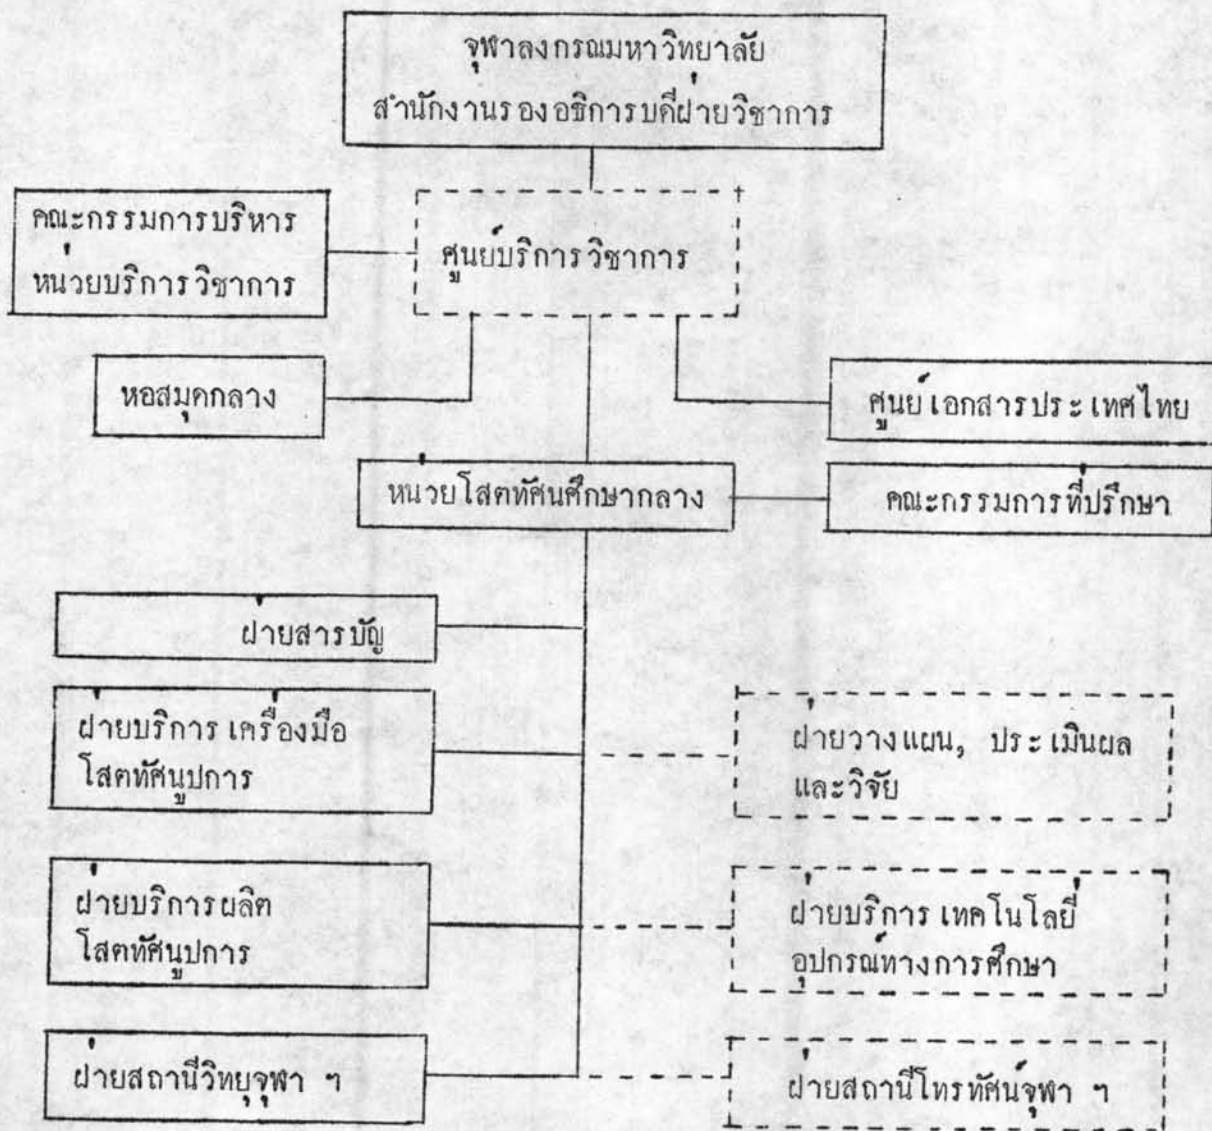 จุฬาลงกรณมหาวิทยาลัย
สำนักงานรองอธิการบดีฝ่ายวิชาการ
คณะกรรมการบริหาร
หน่วยบริการวิชาการ
ศูนย์บริการวิชาการ
หอสมุดกลาง
ศูนย์เอกสารประเทศไทย
หน่วยโสตทัศนศึกษากลาง
คณะกรรมการที่ปรึกษา
ฝ่ายสารบัญ
ฝ่ายบริการเครื่องมือ
โสตทัศนูปการ
ฝ่ายวางแผน, ประเมินผล
และวิจัย
ฝ่ายบริการผลิต
โสตทัศนูปการ
ฝ่ายบริการเทคโนโลยี่
อุปกรณ์ทางการศึกษา
ฝ่ายสถานีวิทยุจุฬา ฯ
ฝ่ายสถานีโทรทัศน์จุฬา ฯ